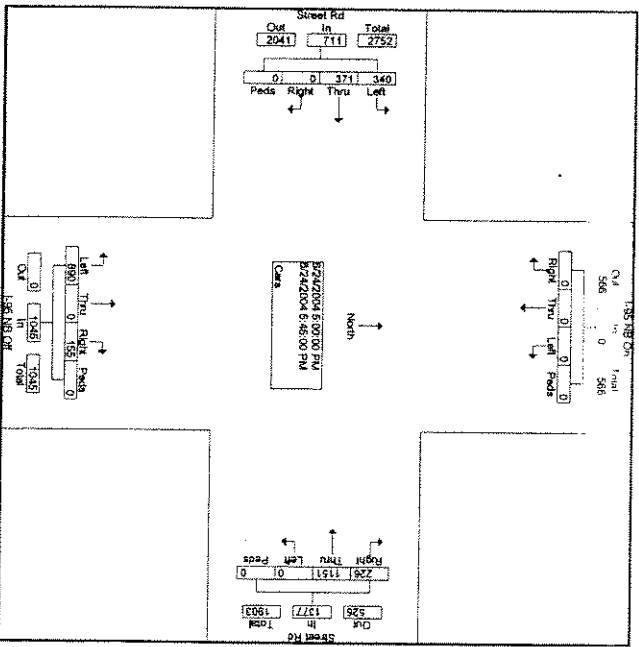 Street Rd
Out In Total
2041 711 2752
0 0 371 340
Peds Right Thru Left
I-95 NB On
Out In Total
566 0 566
0 0 0 0
Right Thru Left Peds
North
8/24/2004 5:00:00 PM
8/24/2004 5:45:00 PM
Cars
Left Thru Right Peds
890 0 155 0
Out In Total
0 1045 1045
I-95 NB Off
Right Thru Left Peds
226 1151 0 0
Out In Total
526 1377 1903
Street Rd